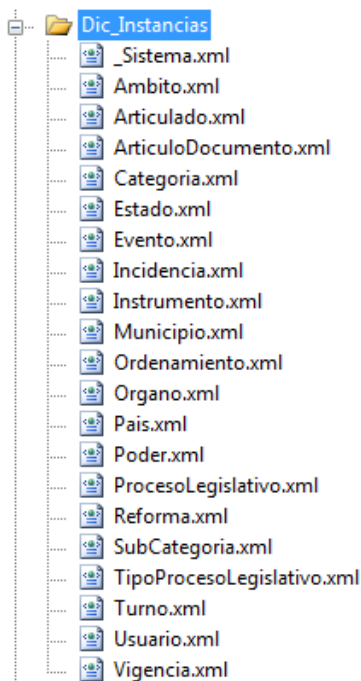 Dic_Instancias
_Sistema.xml
Ambito.xml
Articulado.xml
ArticuloDocumento.xml
Categoria.xml
Estado.xml
Evento.xml
Incidencia.xml
Instrumento.xml
Municipio.xml
Ordenamiento.xml
Organo.xml
Pais.xml
Poder.xml
ProcesoLegislativo.xml
Reforma.xml
SubCategoria.xml
TipoProcesoLegislativo.xml
Turno.xml
Usuario.xml
Vigencia.xml